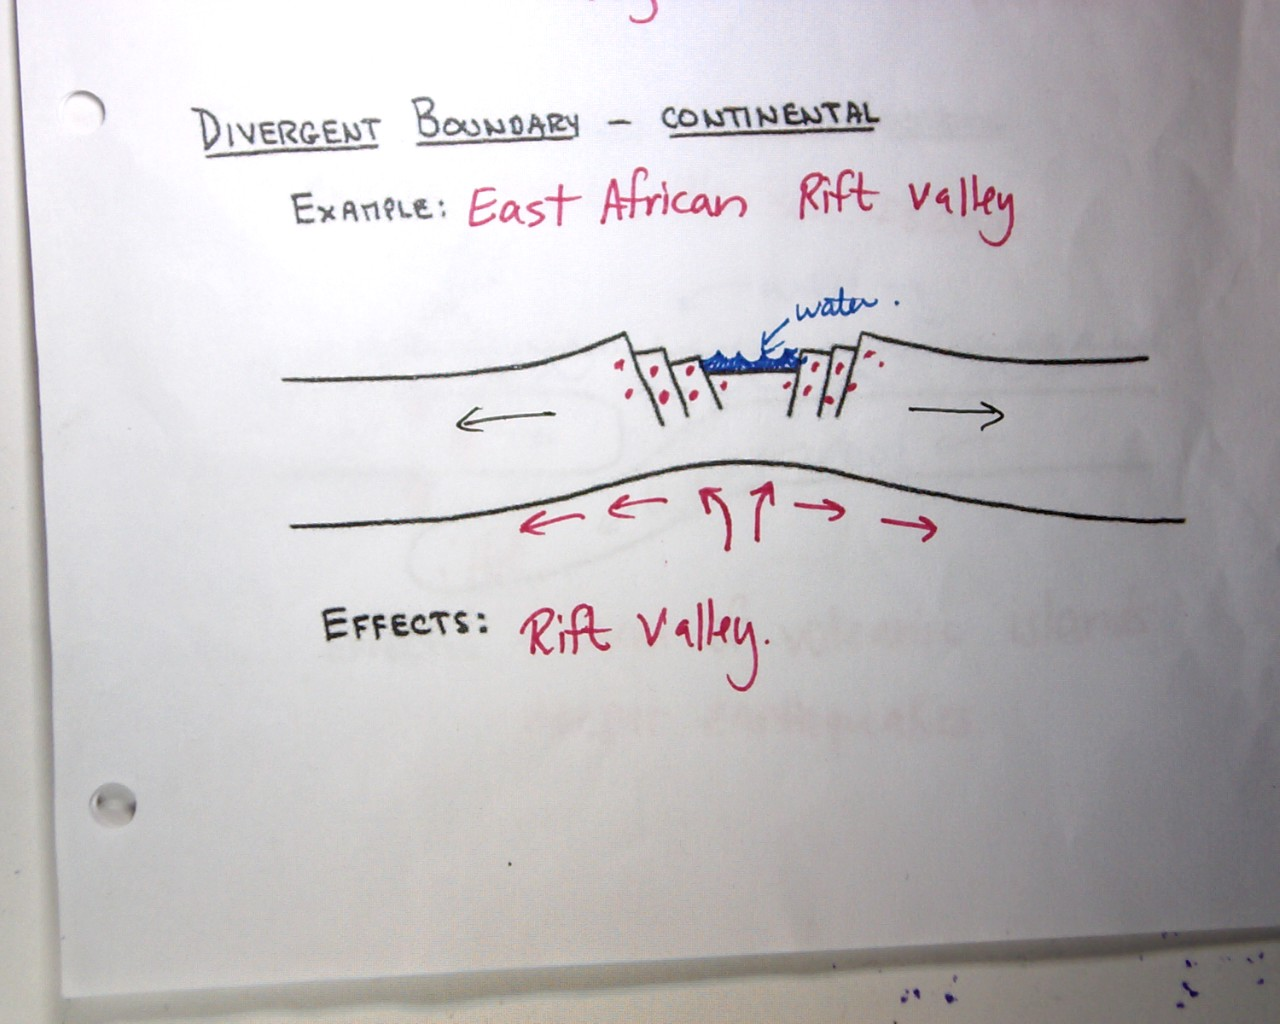 DIVERGENT BOUNDARY - CONTINENTAL
EXAMPLE: East African Rift valley
water.
EFFECTS: Rift Valley.